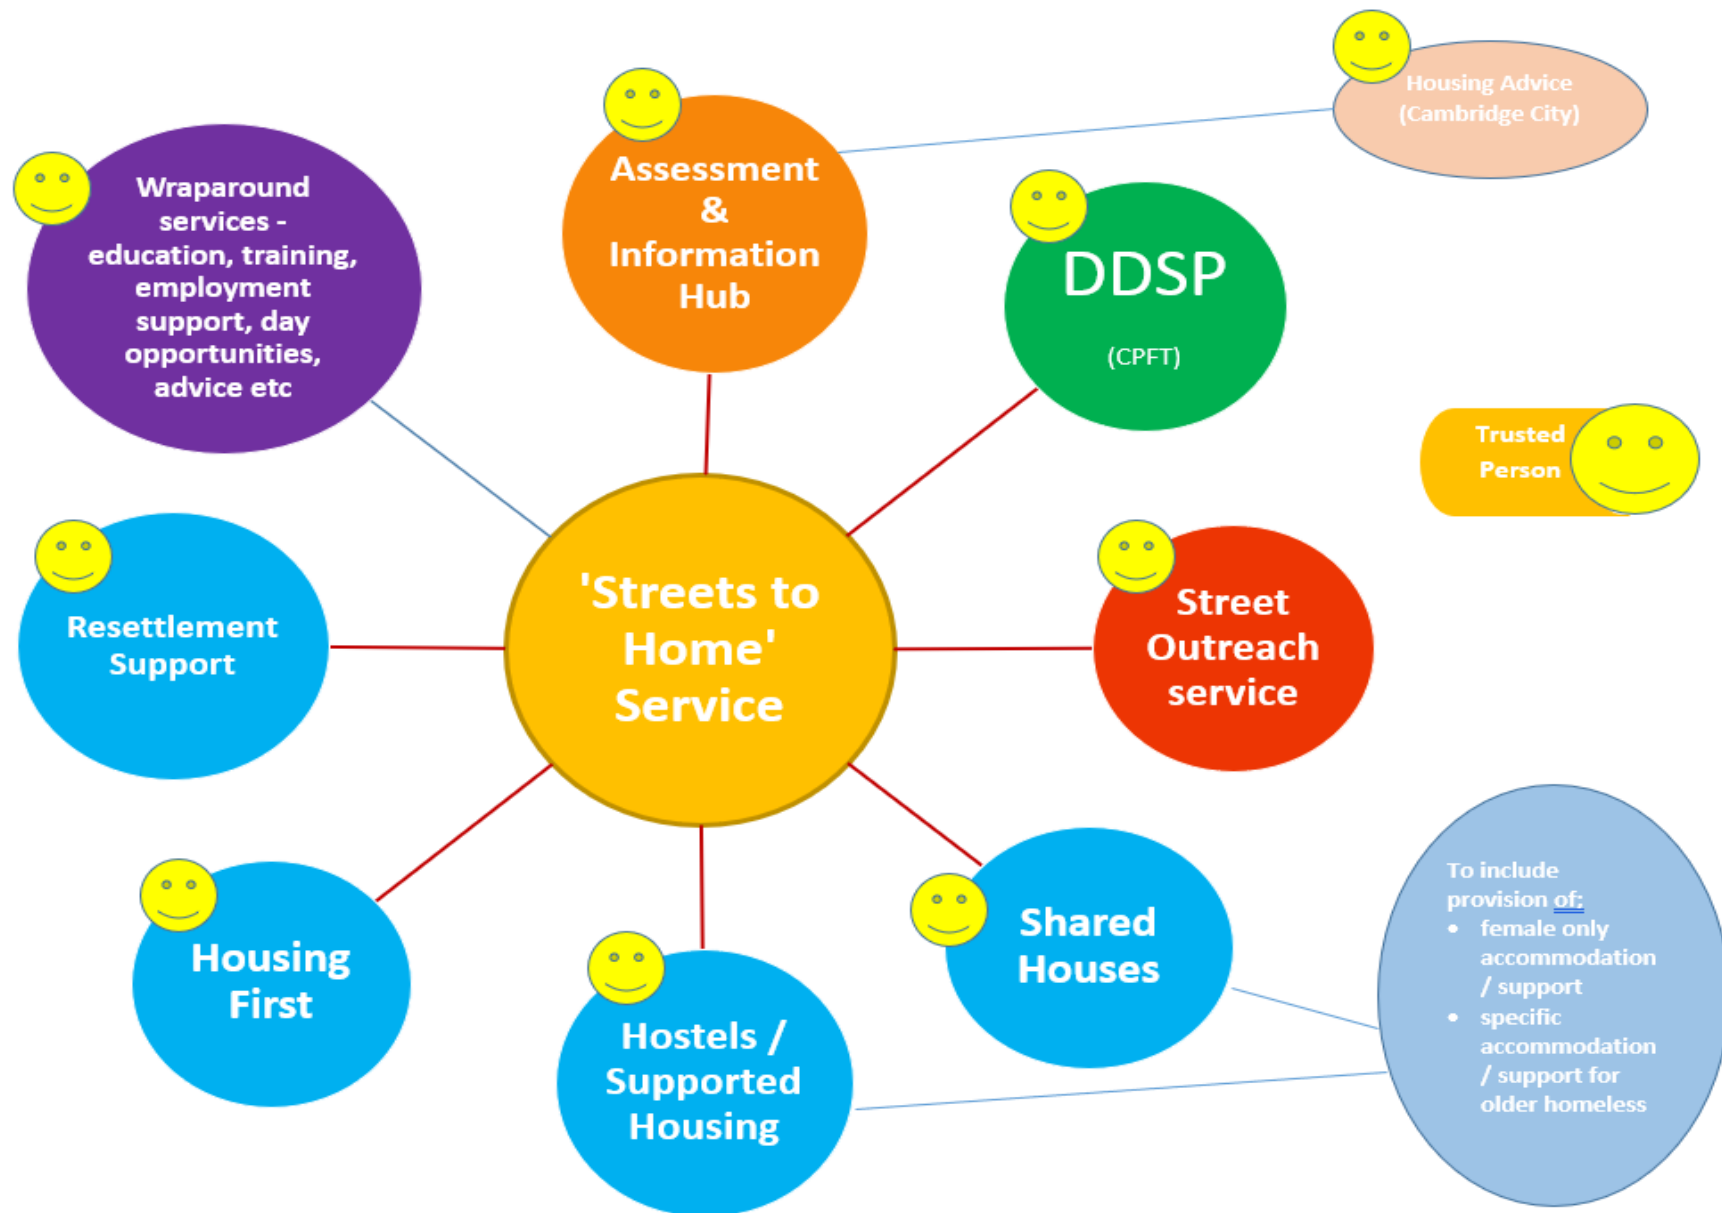 Housing Advice
(Cambridge City)
Assessment
&
Information
Hub
Wraparound
services -
education, training,
employment
support, day
opportunities,
advice etc
DDSP
(CPFT)
Trusted
Person
'Streets to
Home'
Service
Street
Outreach
service
Resettlement
Support
Housing
First
Hostels /
Supported
Housing
Shared
Houses
To include
provision of:
• female only
accommodation
/ support
• specific
accommodation
/ support for
older homeless